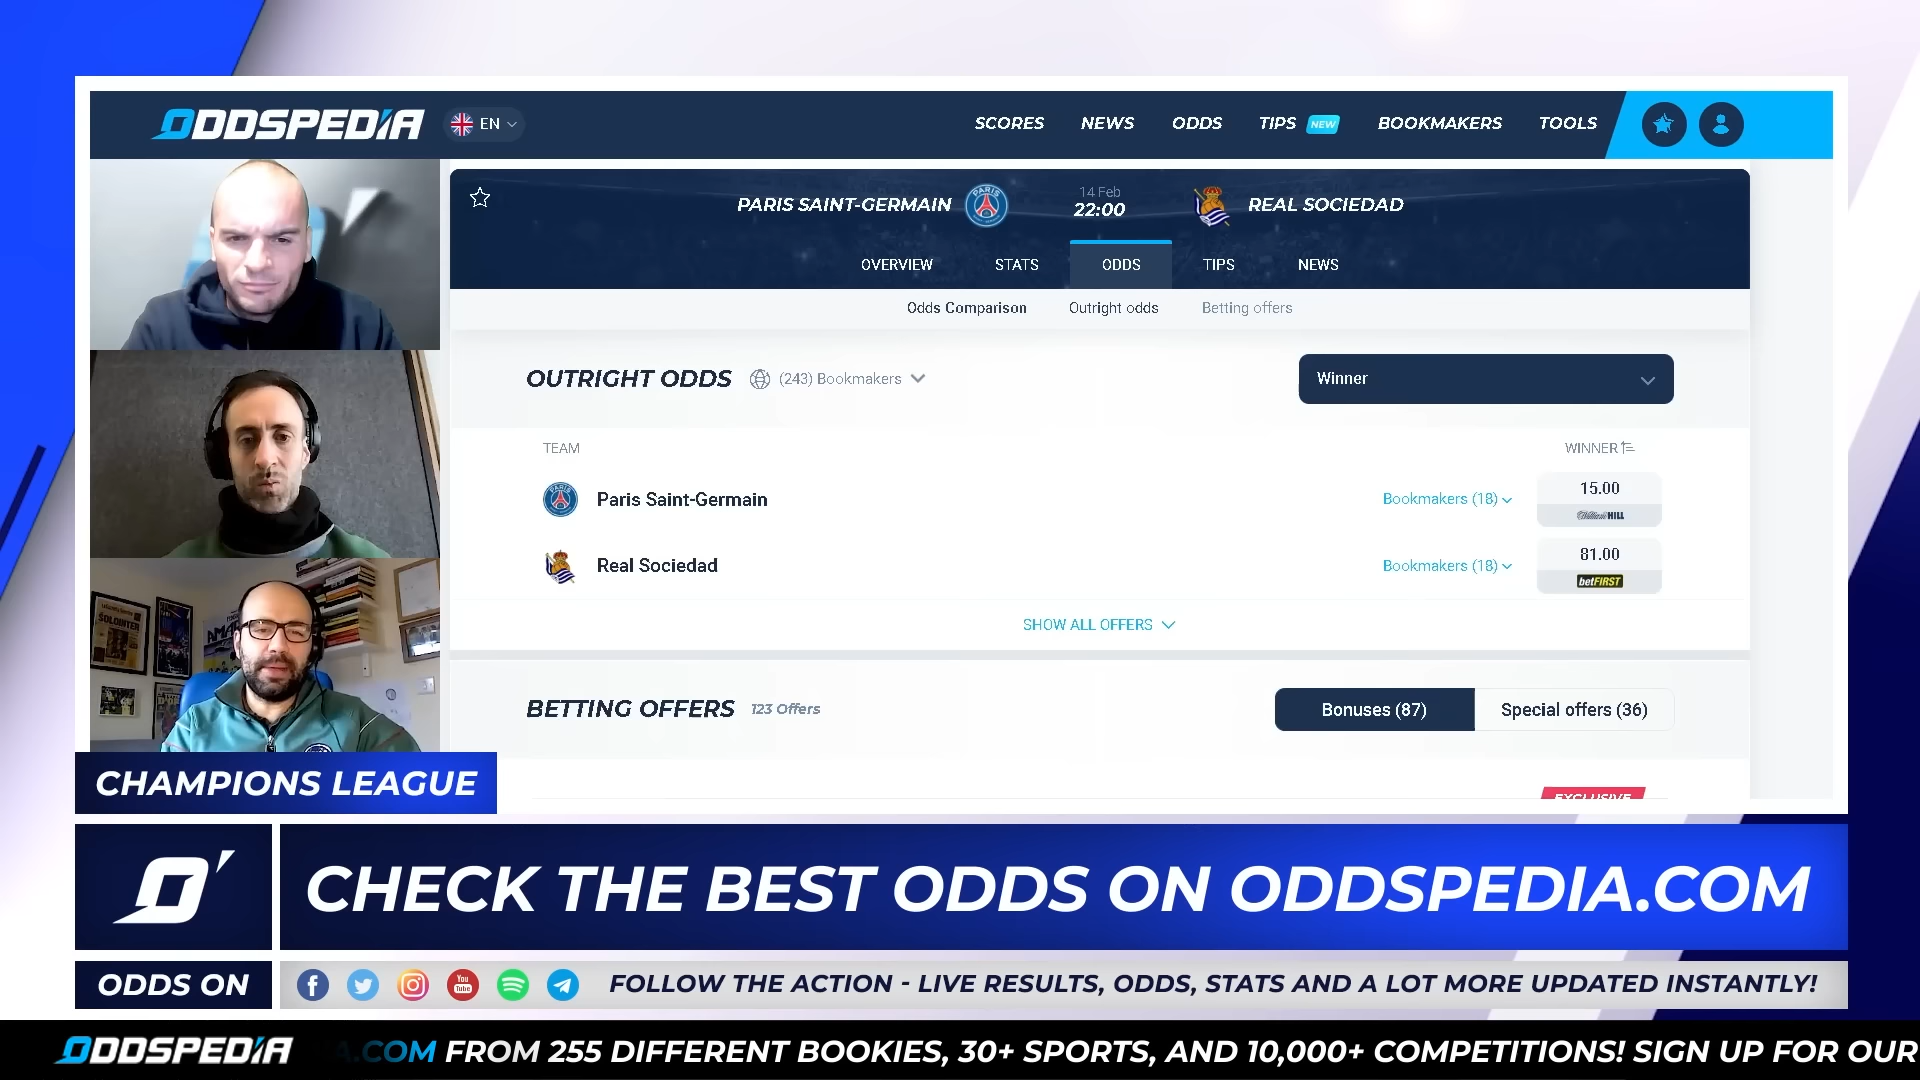 ODDSPEDIA
EN
SCORES NEWS ODDS TIPS NEW BOOKMAKERS TOOLS
PARIS SAINT-GERMAIN
14 Feb
22:00
REAL SOCIEDAD
OVERVIEW STATS ODDS TIPS NEWS
Odds Comparison Outright odds Betting offers
OUTRIGHT ODDS (243) Bookmakers
Winner
TEAM WINNER
Paris Saint-Germain Bookmakers (18) 15.00
William HILL
Real Sociedad Bookmakers (18) 81.00
betFIRST
SHOW ALL OFFERS
BETTING OFFERS 123 Offers
Bonuses (87) Special offers (36)
EXCLUSIVE
CHAMPIONS LEAGUE
CHECK THE BEST ODDS ON ODDSPEDIA.COM
ODDS ON
You Tube
FOLLOW THE ACTION - LIVE RESULTS, ODDS, STATS AND A LOT MORE UPDATED INSTANTLY!
ODDSPEDIA
A.COM FROM 255 DIFFERENT BOOKIES, 30+ SPORTS, AND 10,000+ COMPETITIONS! SIGN UP FOR OUR